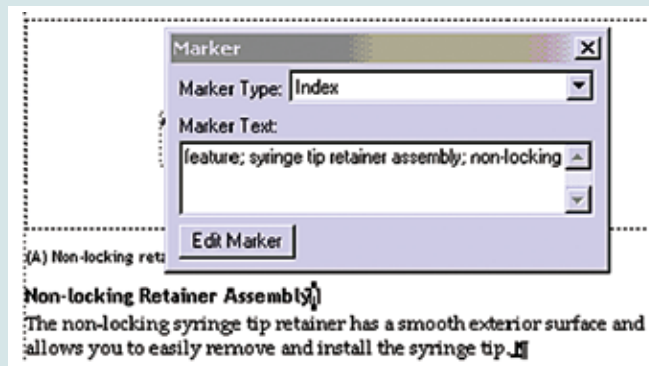 Marker
Marker Type: Index
Marker Text:
feature; syringe tip retainer assembly; non-locking
Edit Marker
(A) Non-locking reta
Non-locking Retainer Assembly
The non-locking syringe tip retainer has a smooth exterior surface and
allows you to easily remove and install the syringe tip. ¶